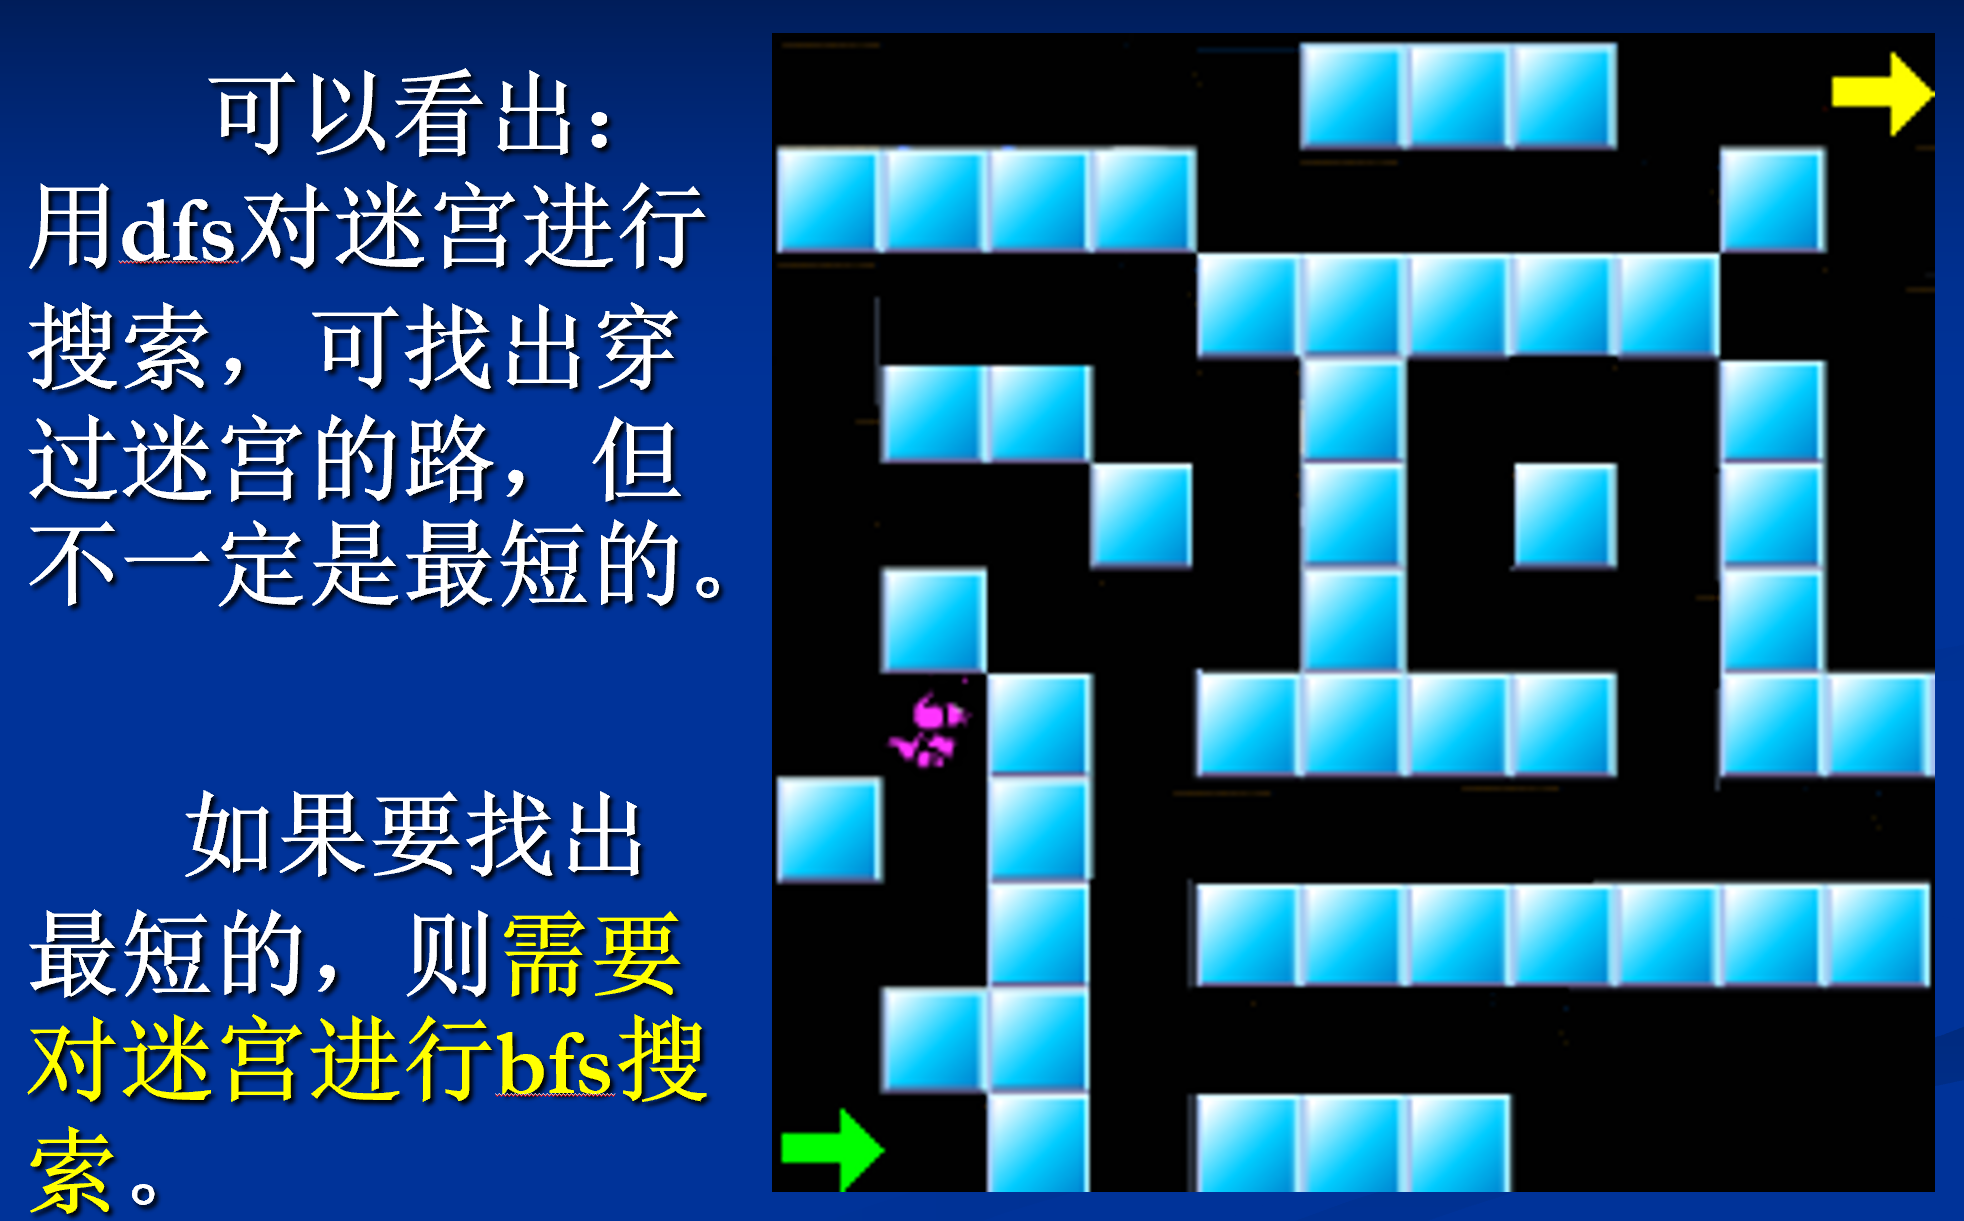 可以看出：
用dfs对迷宫进行
搜索，可找出穿
过迷宫的路，但
不一定是最短的。
如果要找出
最短的，则需要
对迷宫进行bfs搜
索。